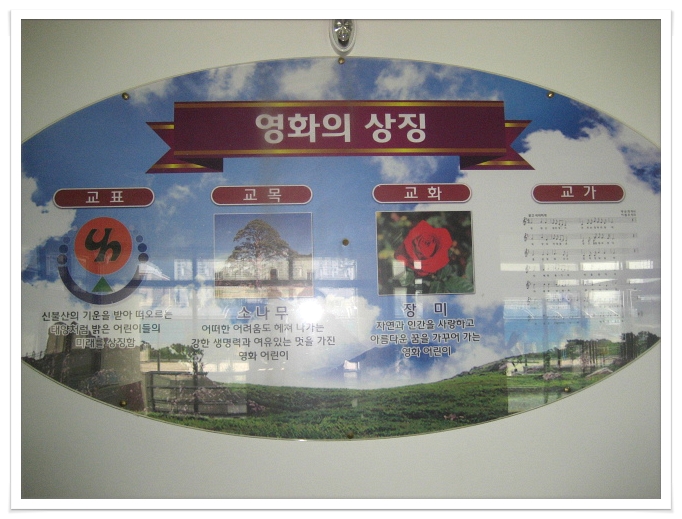 영화의 상징
교 표
신불산의 기운을 받아 떠오르는
태양처럼 밝은 어린이들의
미래를 상징함
교 목
소 나 무
어떠한 어려움도 헤쳐 나가는
강한 생명력과 여유있는 멋을 가진
영화 어린이
교 화
장 미
자연과 인간을 사랑하고
아름다운 꿈을 가꾸어 가는
영화 어린이
교 가